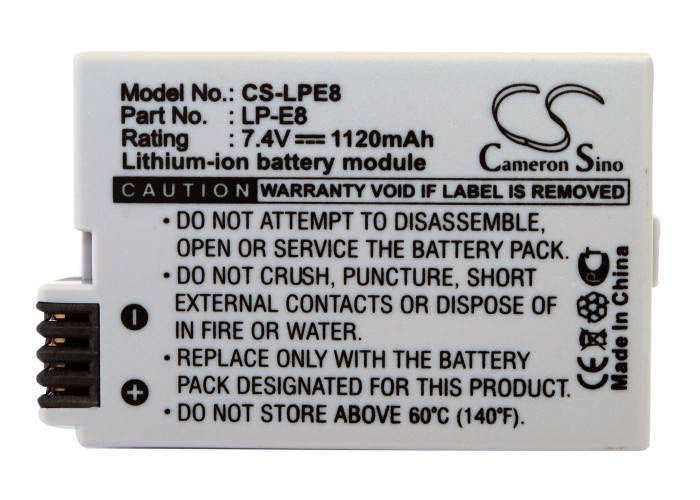 Model No.: CS-LPE8
Part No. : LP-E8
Rating : 7.4V⎓1120mAh
Lithium-ion battery module
CS
Cameron Sino
CAUTION WARRANTY VOID IF LABEL IS REMOVED
• DO NOT ATTEMPT TO DISASSEMBLE,
OPEN OR SERVICE THE BATTERY PACK.
• DO NOT CRUSH, PUNCTURE, SHORT
EXTERNAL CONTACTS OR DISPOSE OF
IN FIRE OR WATER.
• REPLACE ONLY WITH THE BATTERY
PACK DESIGNATED FOR THIS PRODUCT.
• DO NOT STORE ABOVE 60°C (140°F).
−
+
CE
PCT
Made In China